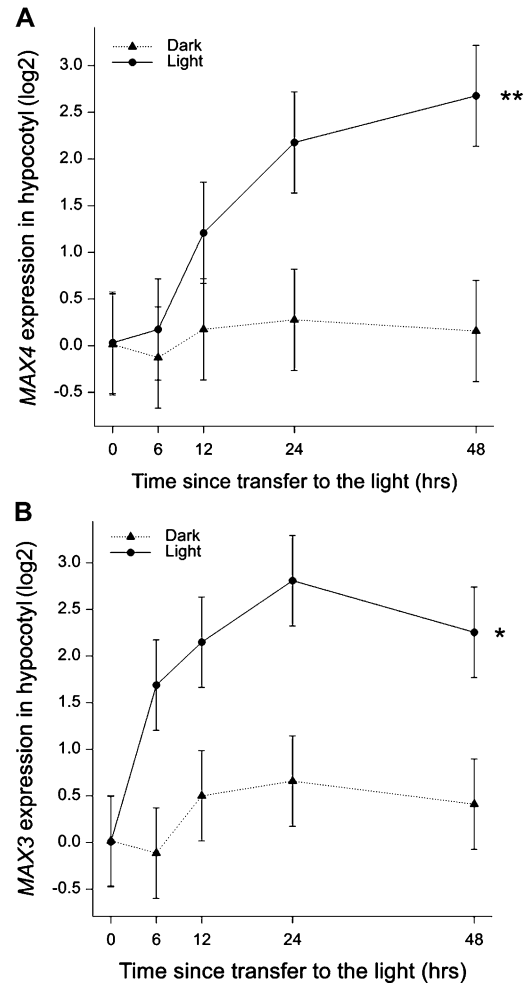 A
Dark
Light
MAX4 expression in hypocotyl (log2)
3.0
2.5
2.0
1.5
1.0
0.5
0.0
-0.5
**
0 6 12 24 48
Time since transfer to the light (hrs)
B
Dark
Light
MAX3 expression in hypocotyl (log2)
3.0
2.5
2.0
1.5
1.0
0.5
0.0
-0.5
*
0 6 12 24 48
Time since transfer to the light (hrs)